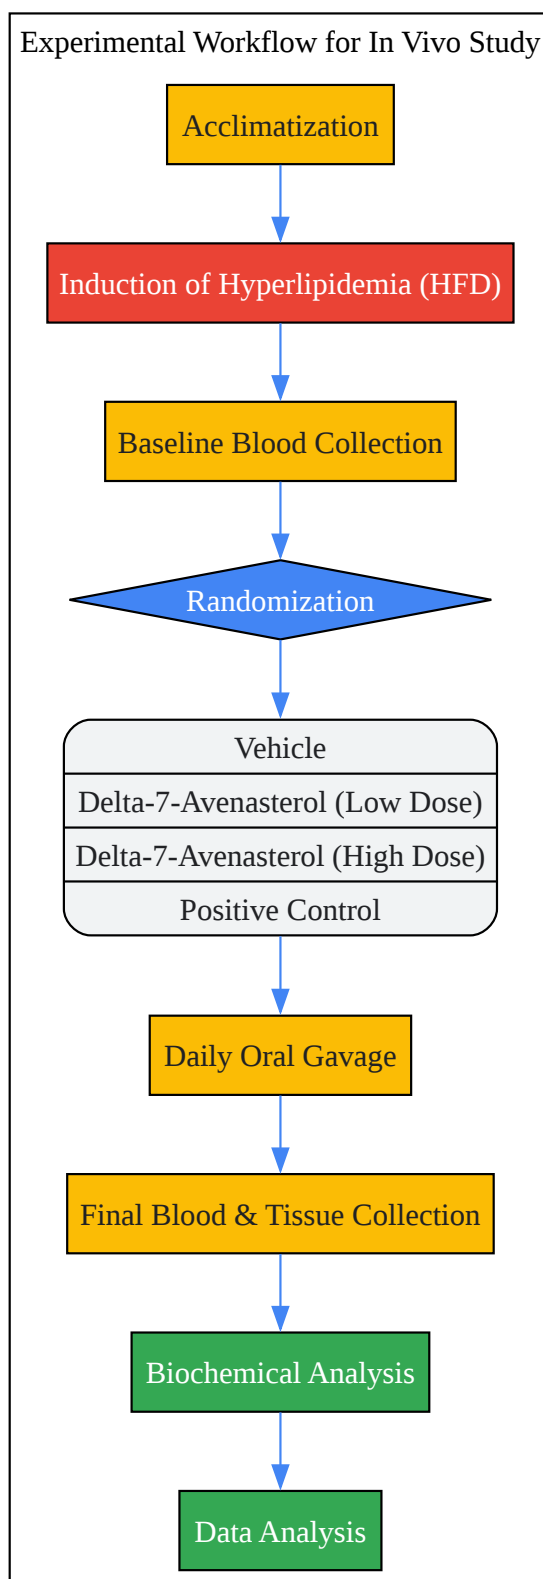 Experimental Workflow for In Vivo Study
Acclimatization
Induction of Hyperlipidemia (HFD)
Baseline Blood Collection
Randomization
Vehicle
Delta-7-Avenasterol (Low Dose)
Delta-7-Avenasterol (High Dose)
Positive Control
Daily Oral Gavage
Final Blood & Tissue Collection
Biochemical Analysis
Data Analysis